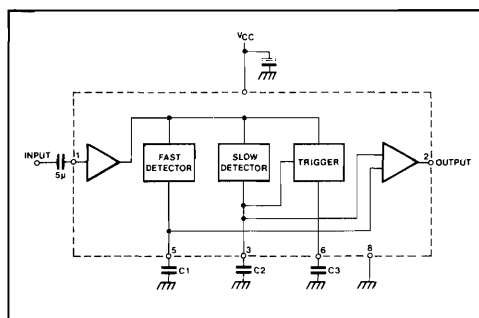 VCC
INPUT
5μ
1
FAST
DETECTOR
SLOW
DETECTOR
TRIGGER
2
OUTPUT
5
3
6
8
C1
C2
C3